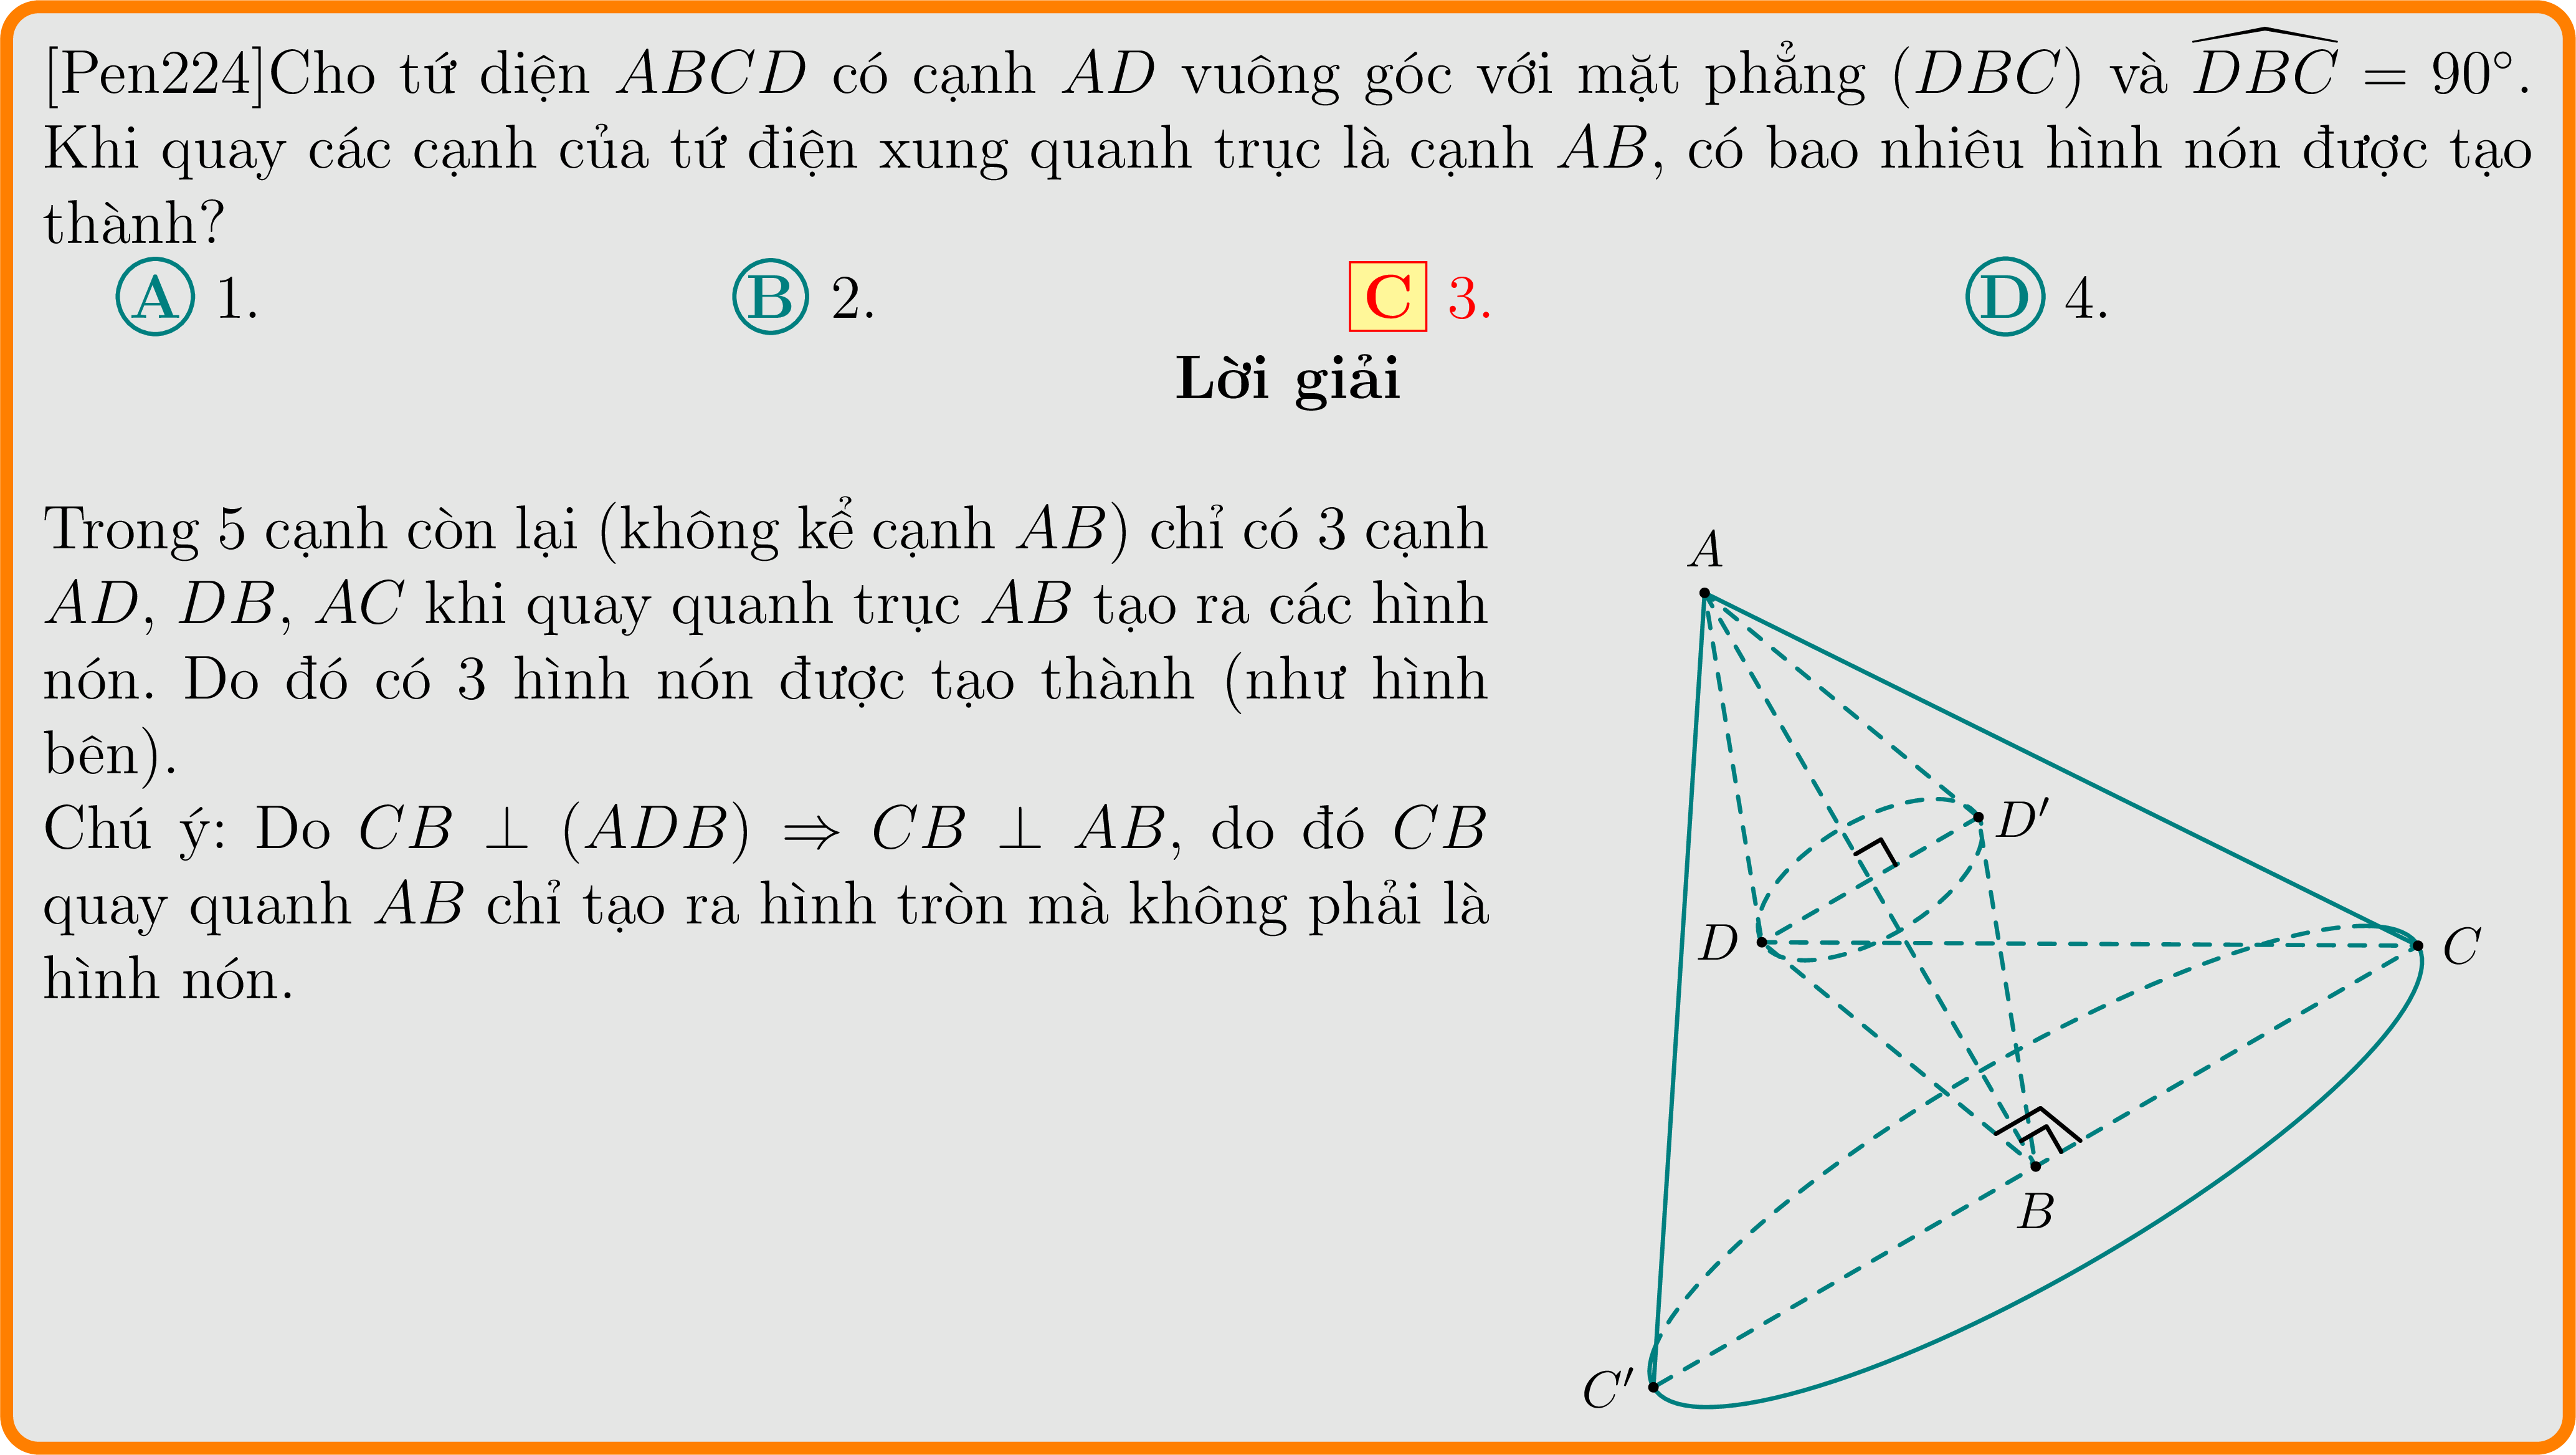 [Pen224]Cho tứ diện ABCD có cạnh AD vuông góc với mặt phẳng (DBC) và $\widehat{DBC}$ = 90°.
Khi quay các cạnh của tứ điện xung quanh trục là cạnh AB, có bao nhiêu hình nón được tạo
thành?
A 1. B 2. C 3. D 4.
Lời giải
Trong 5 cạnh còn lại (không kể cạnh AB) chỉ có 3 cạnh
AD, DB, AC khi quay quanh trục AB tạo ra các hình
nón. Do đó có 3 hình nón được tạo thành (như hình
bên).
Chú ý: Do CB ⊥ (ADB) ⇒ CB ⊥ AB, do đó CB
quay quanh AB chỉ tạo ra hình tròn mà không phải là
hình nón.
A
D′
D
C
B
C′